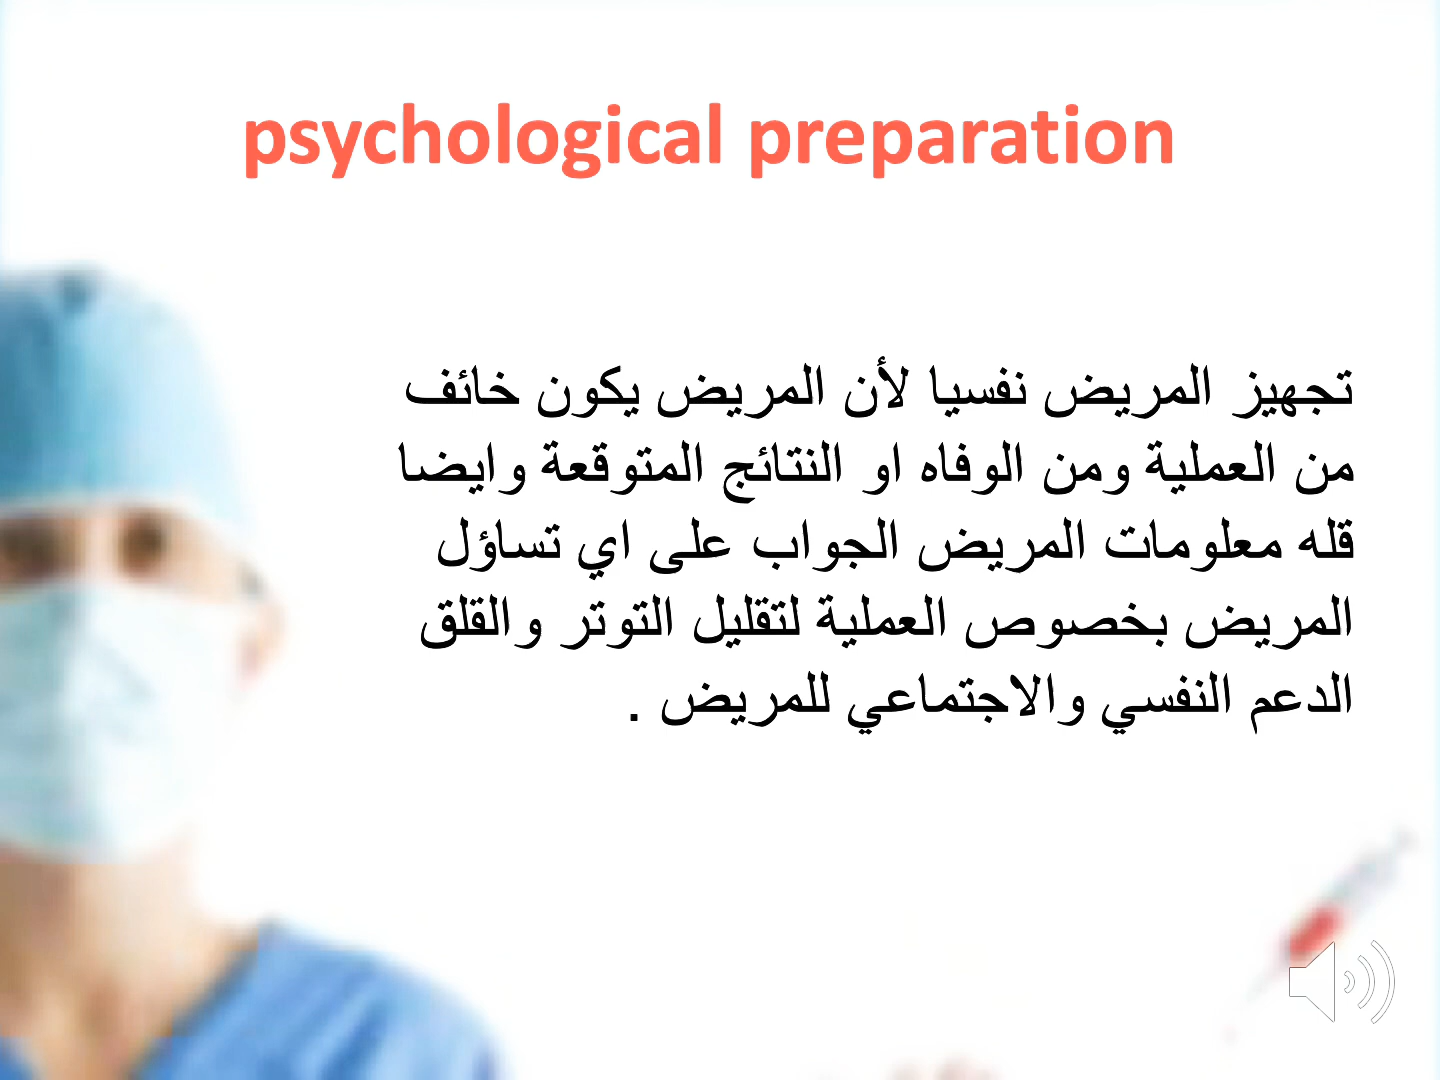 psychological preparation
تجهيز المريض نفسيا لأن المريض يكون خائف
من العملية ومن الوفاه او النتائج المتوقعة وايضا
قله معلومات المريض الجواب على اي تساؤل
المريض بخصوص العملية لتقليل التوتر والقلق
الدعم النفسي والاجتماعي للمريض .